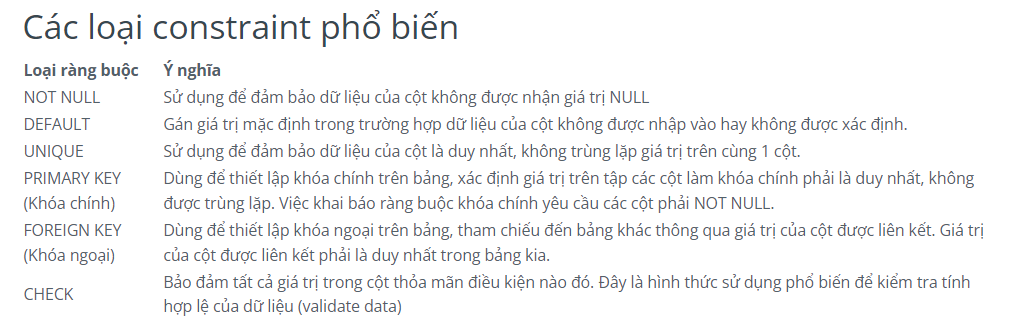 Các loại constraint phổ biến
Loại ràng buộc Ý nghĩa
NOT NULL Sử dụng để đảm bảo dữ liệu của cột không được nhận giá trị NULL
DEFAULT Gán giá trị mặc định trong trường hợp dữ liệu của cột không được nhập vào hay không được xác định.
UNIQUE Sử dụng để đảm bảo dữ liệu của cột là duy nhất, không trùng lặp giá trị trên cùng 1 cột.
PRIMARY KEY Dùng để thiết lập khóa chính trên bảng, xác định giá trị trên tập các cột làm khóa chính phải là duy nhất, không
(Khóa chính) được trùng lặp. Việc khai báo ràng buộc khóa chính yêu cầu các cột phải NOT NULL.
FOREIGN KEY Dùng để thiết lập khóa ngoại trên bảng, tham chiếu đến bảng khác thông qua giá trị của cột được liên kết. Giá trị
(Khóa ngoại) của cột được liên kết phải là duy nhất trong bảng kia.
CHECK Bảo đảm tất cả giá trị trong cột thỏa mãn điều kiện nào đó. Đây là hình thức sử dụng phổ biến để kiểm tra tính
hợp lệ của dữ liệu (validate data)